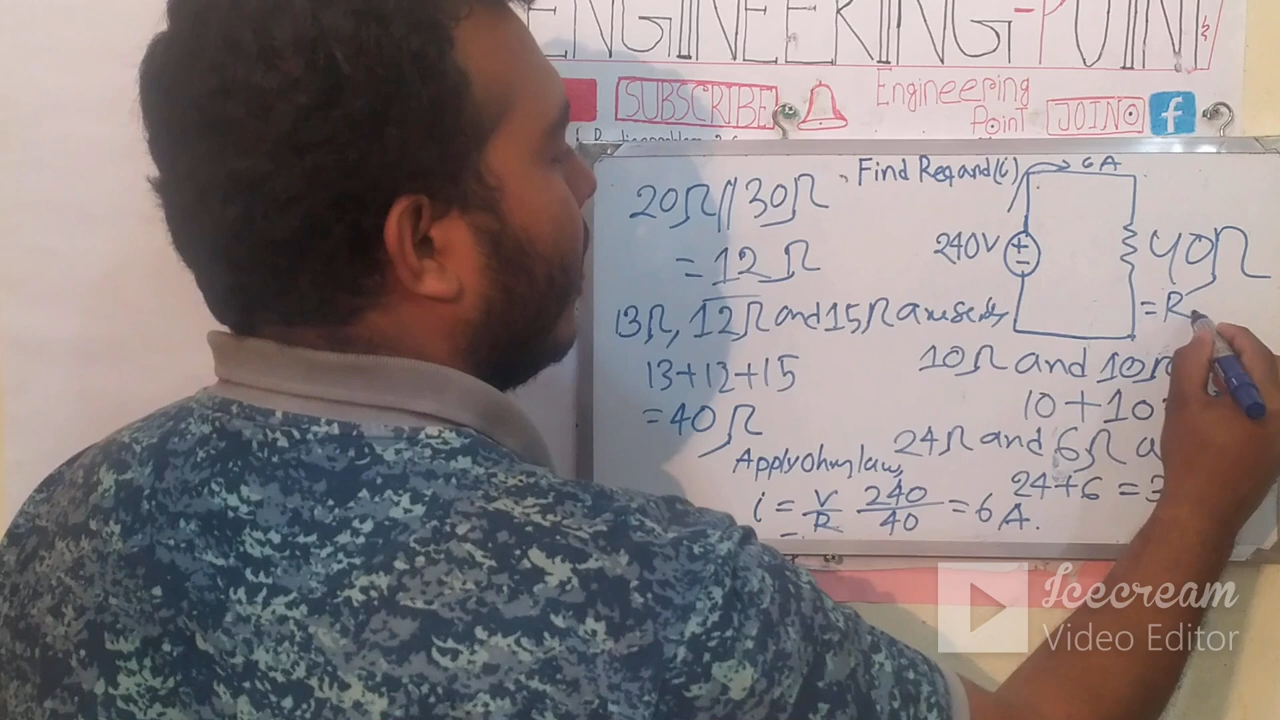 ENGINEERING-POINT
SUBSCRIBE
Engineering
Point
JOIN
f
20Ω//30Ω
= 12Ω
13Ω, 12Ω and 15Ω are
13+12+15
= 40Ω
Apply Ohm law,
i = V/R 240/40 = 6A.
Find Req and (i)
6A
240V
+
-
40Ω
= R
10Ω and 10Ω
10+10
24Ω and 6Ω a
24+6 = 3
Icecream
Video Editor